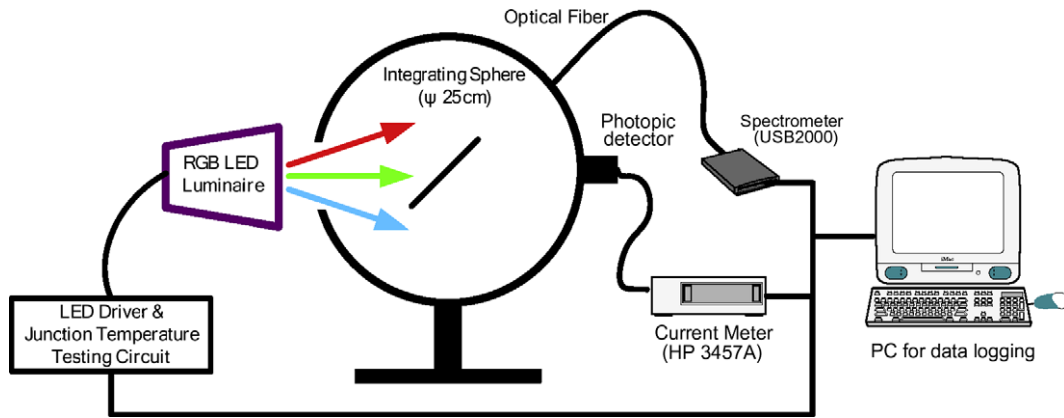 Optical Fiber
Integrating Sphere
(ψ 25cm)
Photopic
detector
Spectrometer
(USB2000)
RGB LED
Luminaire
LED Driver &
Junction Temperature
Testing Circuit
Current Meter
(HP 3457A)
iMac
PC for data logging